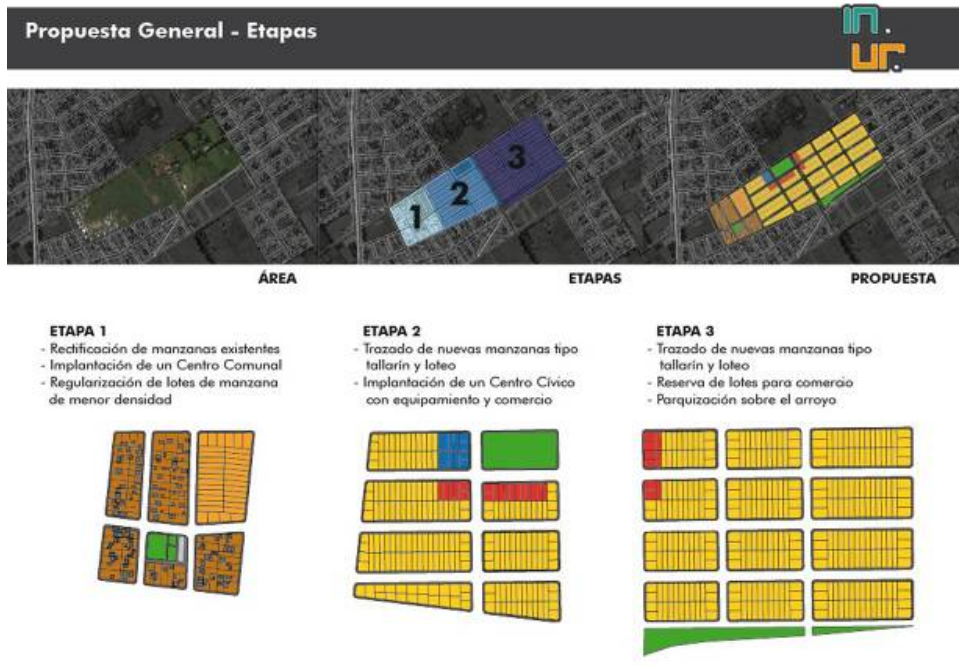 Propuesta General - Etapas
in.
ur.
1
2
3
ÁREA
ETAPAS
PROPUESTA
ETAPA 1
- Rectificación de manzanas existentes
- Implantación de un Centro Comunal
- Regularización de lotes de manzana
de menor densidad
ETAPA 2
- Trazado de nuevas manzanas tipo
tallarín y loteo
- Implantación de un Centro Cívico
con equipamiento y comercio
ETAPA 3
- Trazado de nuevas manzanas tipo
tallarín y loteo
- Reserva de lotes para comercio
- Parquización sobre el arroyo